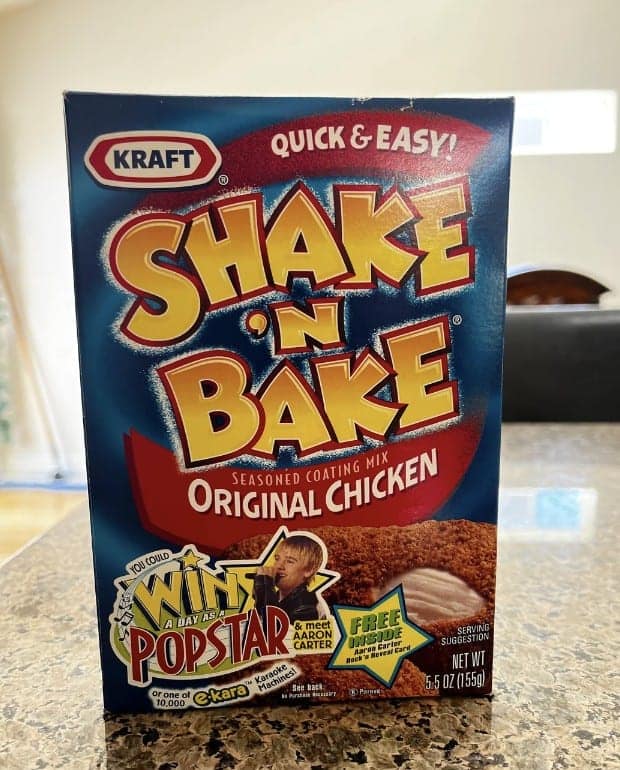 KRAFT
®
QUICK & EASY!
SHAKE
'N
BAKE
®
SEASONED COATING MIX
ORIGINAL CHICKEN
YOU COULD
WIN
A DAY AS A
POPSTAR
& meet
AARON
CARTER
or one of
10,000
e-kara™ Karaoke
Machines!
See back
No Purchase Necessary
FREE
INSIDE
Aaron Carter
Rock'n Reveal Card
SERVING
SUGGESTION
NET WT
5.5 OZ (155g)